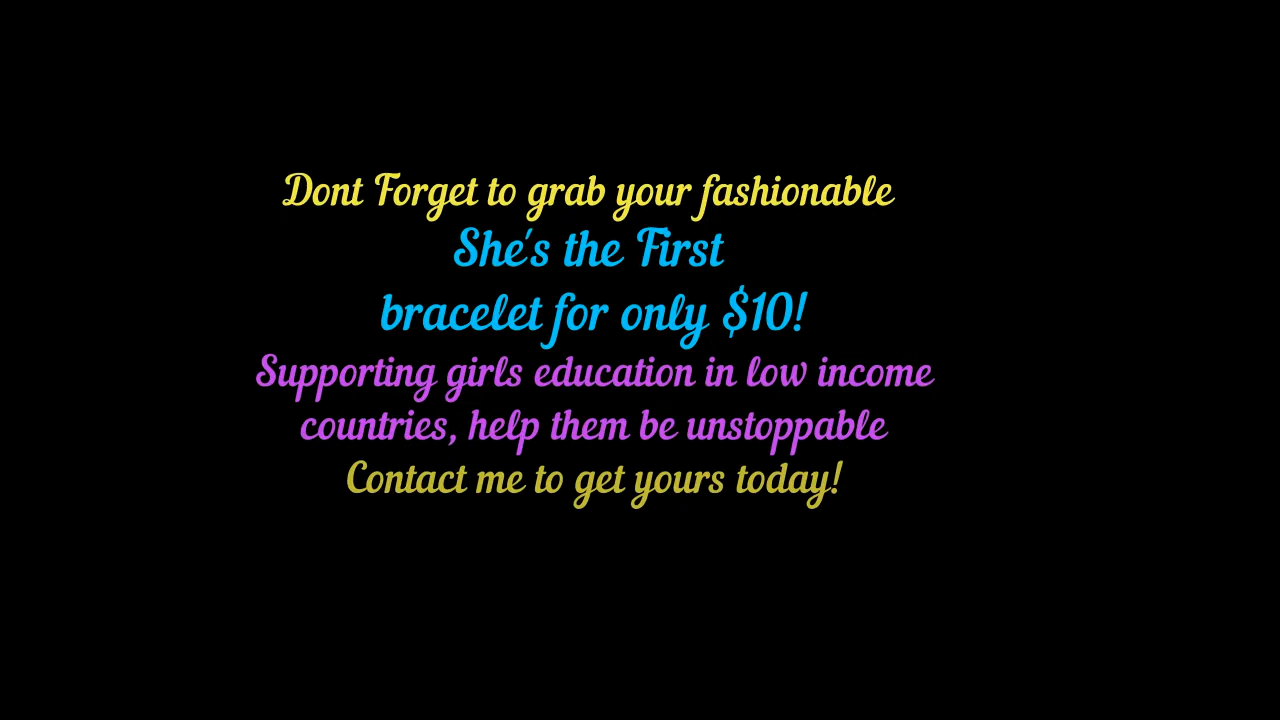 Dont Forget to grab your fashionable
She's the First
bracelet for only $10!
Supporting girls education in low income
countries, help them be unstoppable
Contact me to get yours today!